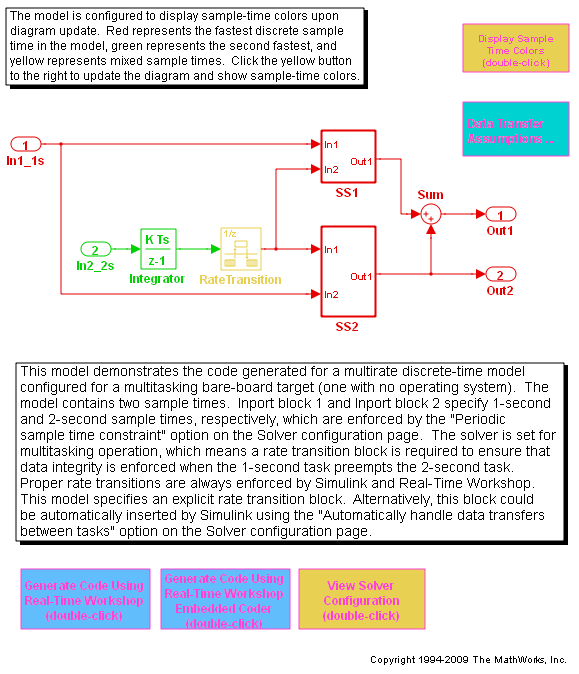 The model is configured to display sample-time colors upon
diagram update.  Red represents the fastest discrete sample
time in the model, green represents the second fastest, and
yellow represents mixed sample times.  Click the yellow button
to the right to update the diagram and show sample-time colors.
Display Sample
Time Colors
(double-click)
Data Transfer
Assumptions ...
1
In1_1s
In1
In2
Out1
SS1
Sum
1
Out1
2
In2_2s
K Ts
z-1
Integrator
1/z
RateTransition
In1
In2
Out1
SS2
2
Out2
This model demonstrates the code generated for a multirate discrete-time model
configured for a multitasking bare-board target (one with no operating system).  The
model contains two sample times.  Inport block 1 and Inport block 2 specify 1-second
and 2-second sample times, respectively, which are enforced by the "Periodic
sample time constraint" option on the Solver configuration page.  The solver is set for
multitasking operation, which means a rate transition block is required to ensure that
data integrity is enforced when the 1-second task preempts the 2-second task.
Proper rate transitions are always enforced by Simulink and Real-Time Workshop.
This model specifies an explicit rate transition block.  Alternatively, this block could
be automatically inserted by Simulink using the "Automatically handle data transfers
between tasks" option on the Solver configuration page.
Generate Code Using
Real-Time Workshop
(double-click)
Generate Code Using
Real-Time Workshop
Embedded Coder
(double-click)
View Solver
Configuration
(double-click)
Copyright 1994-2009 The MathWorks, Inc.